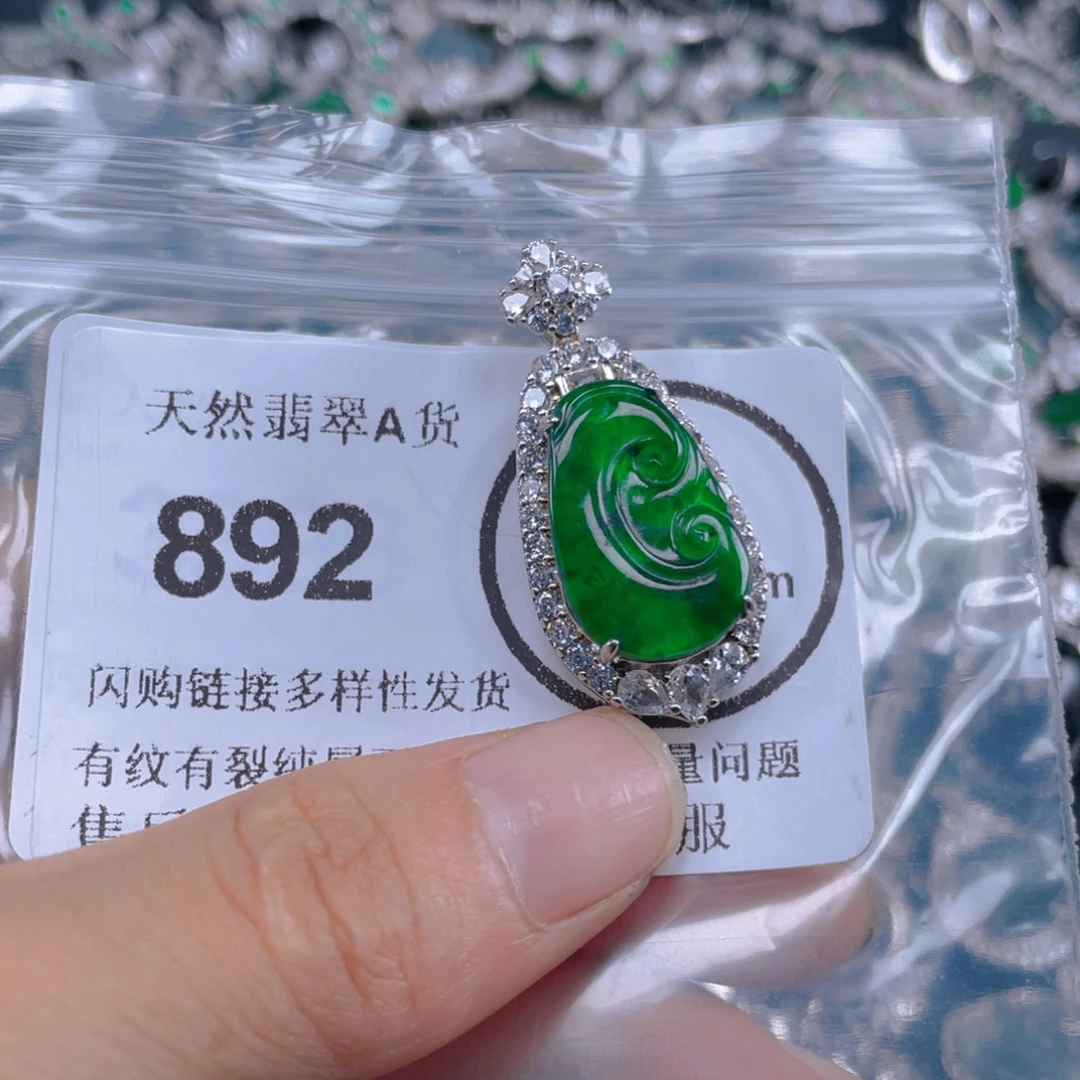 天然翡翠A货
892
m
闪购链接多样性发货
有纹有裂纯 量问题
售 服